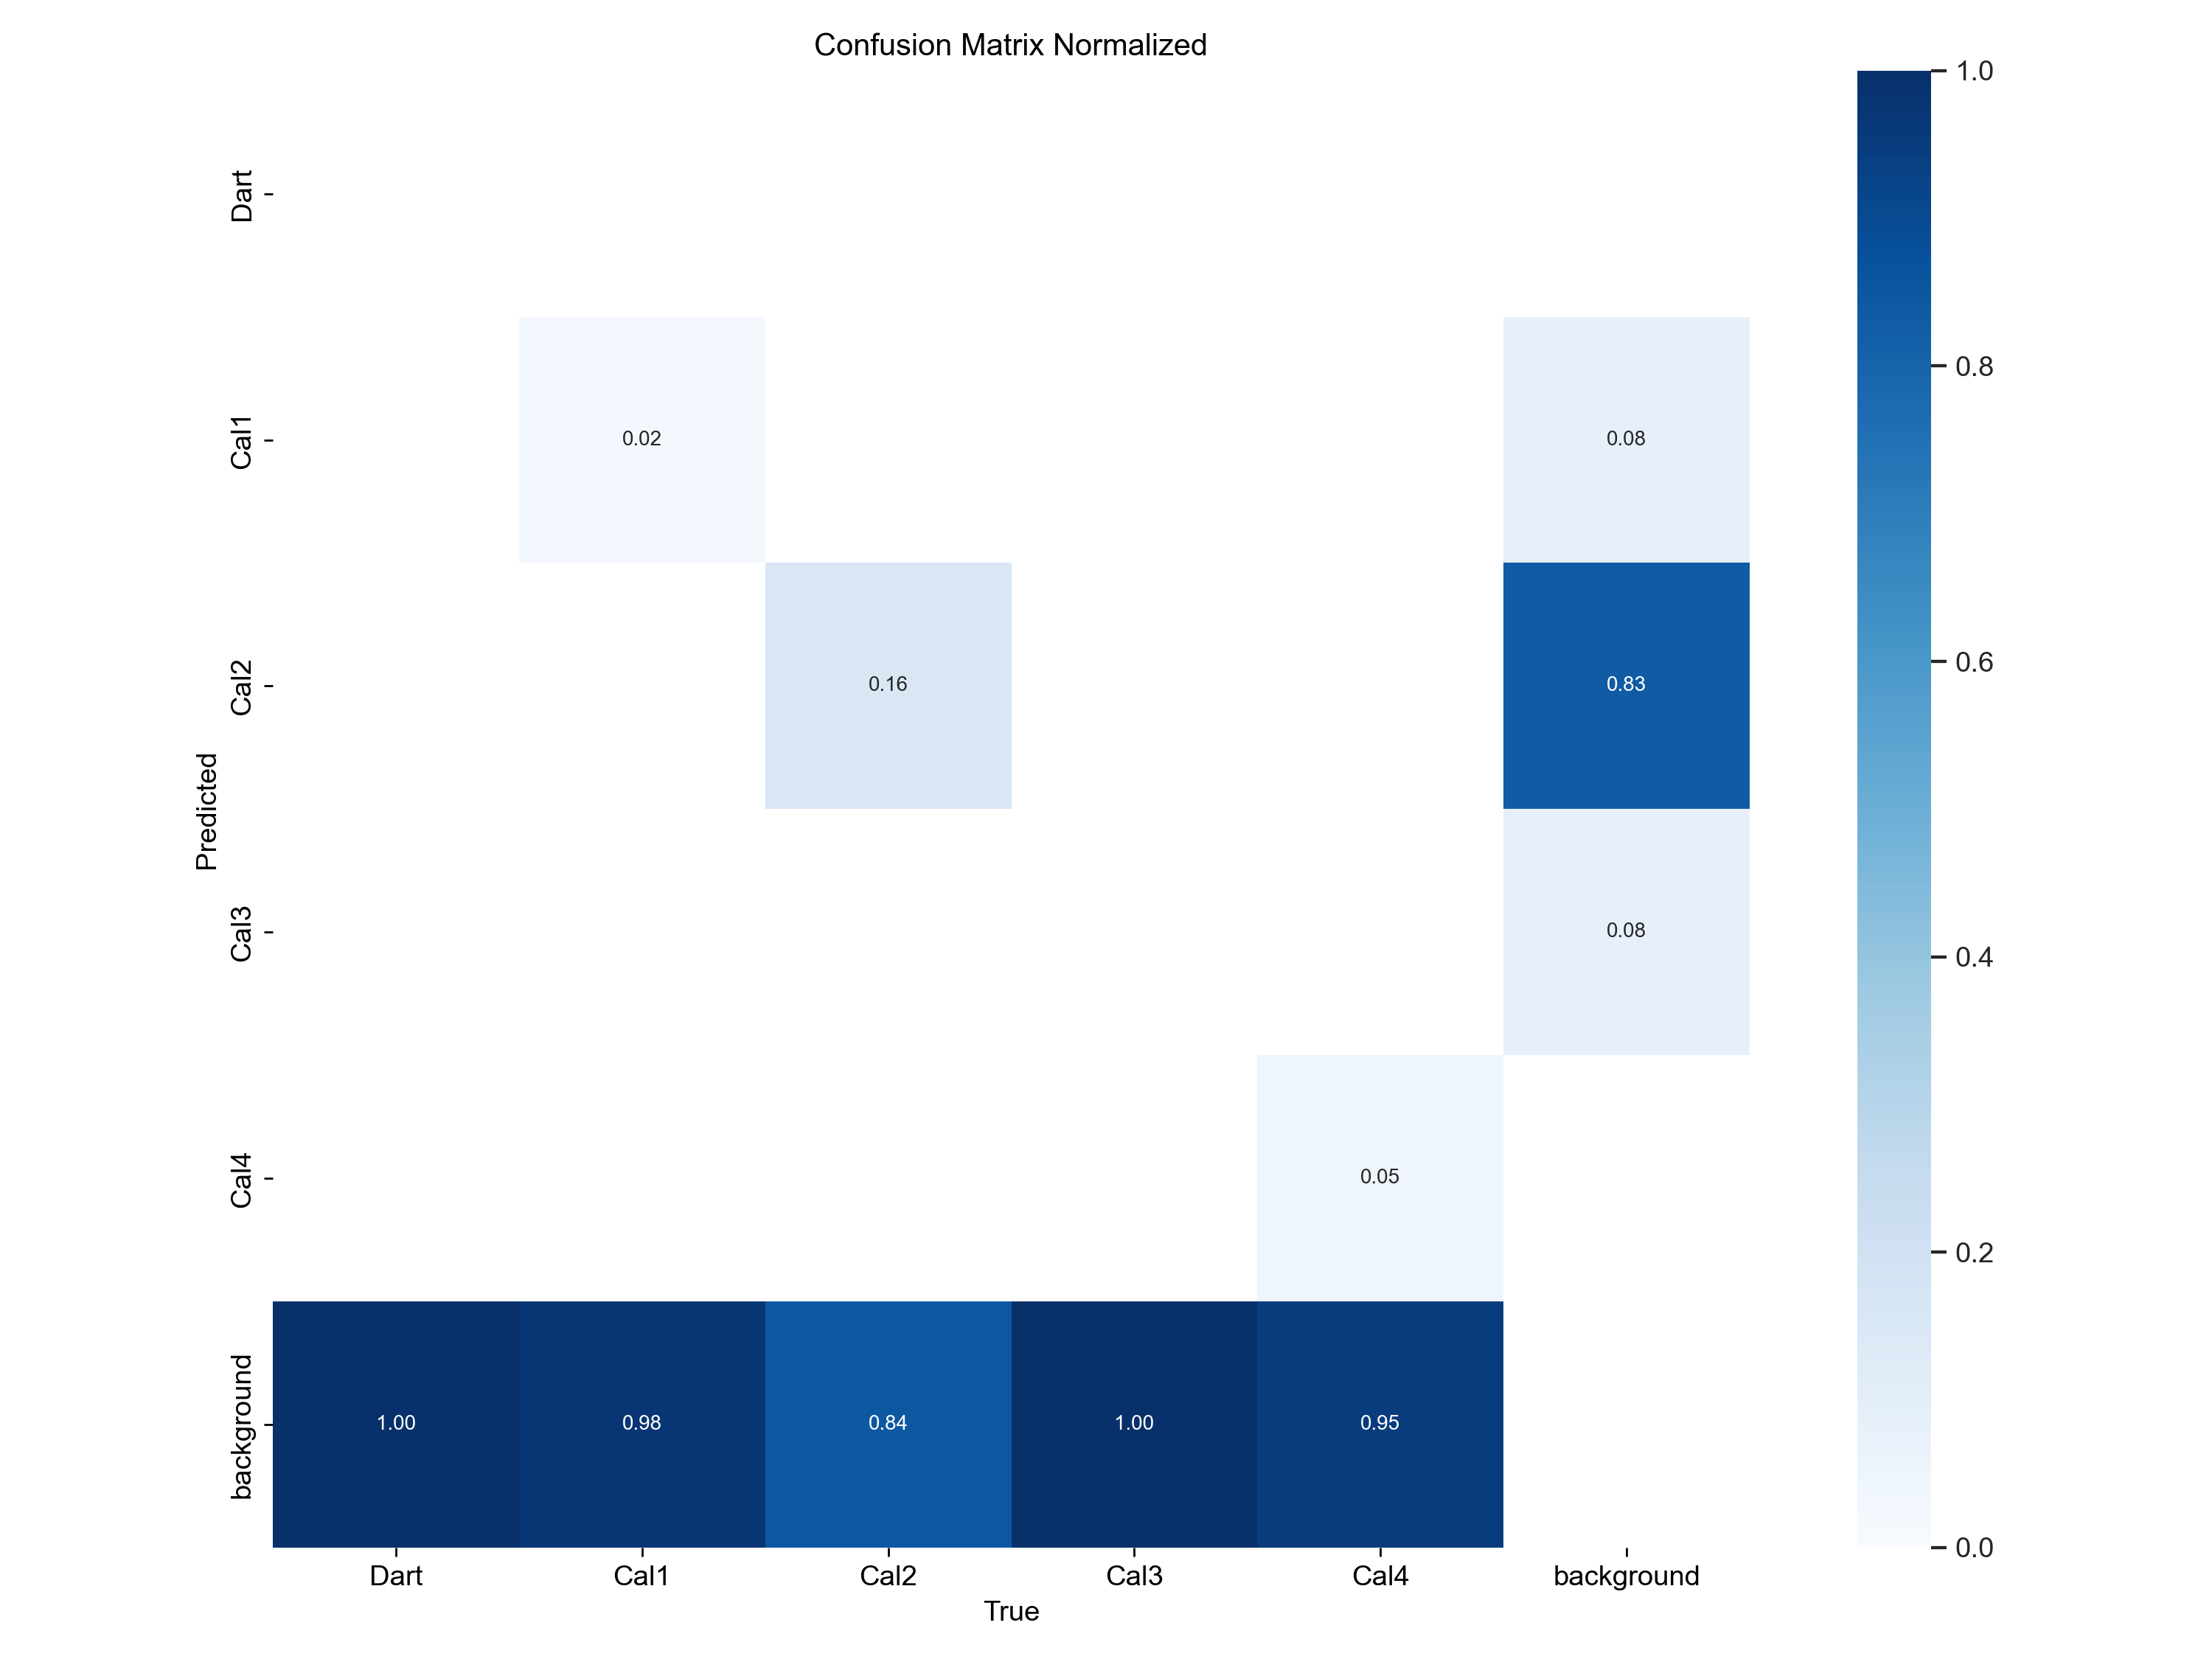 Confusion Matrix Normalized
1.0
Dart
0.8
Cal1
0.02
0.08
Cal2
0.16
0.83
0.6
Predicted
Cal3
0.08
0.4
Cal4
0.05
0.2
background
1.00
0.98
0.84
1.00
0.95
0.0
Dart
Cal1
Cal2
Cal3
Cal4
background
True